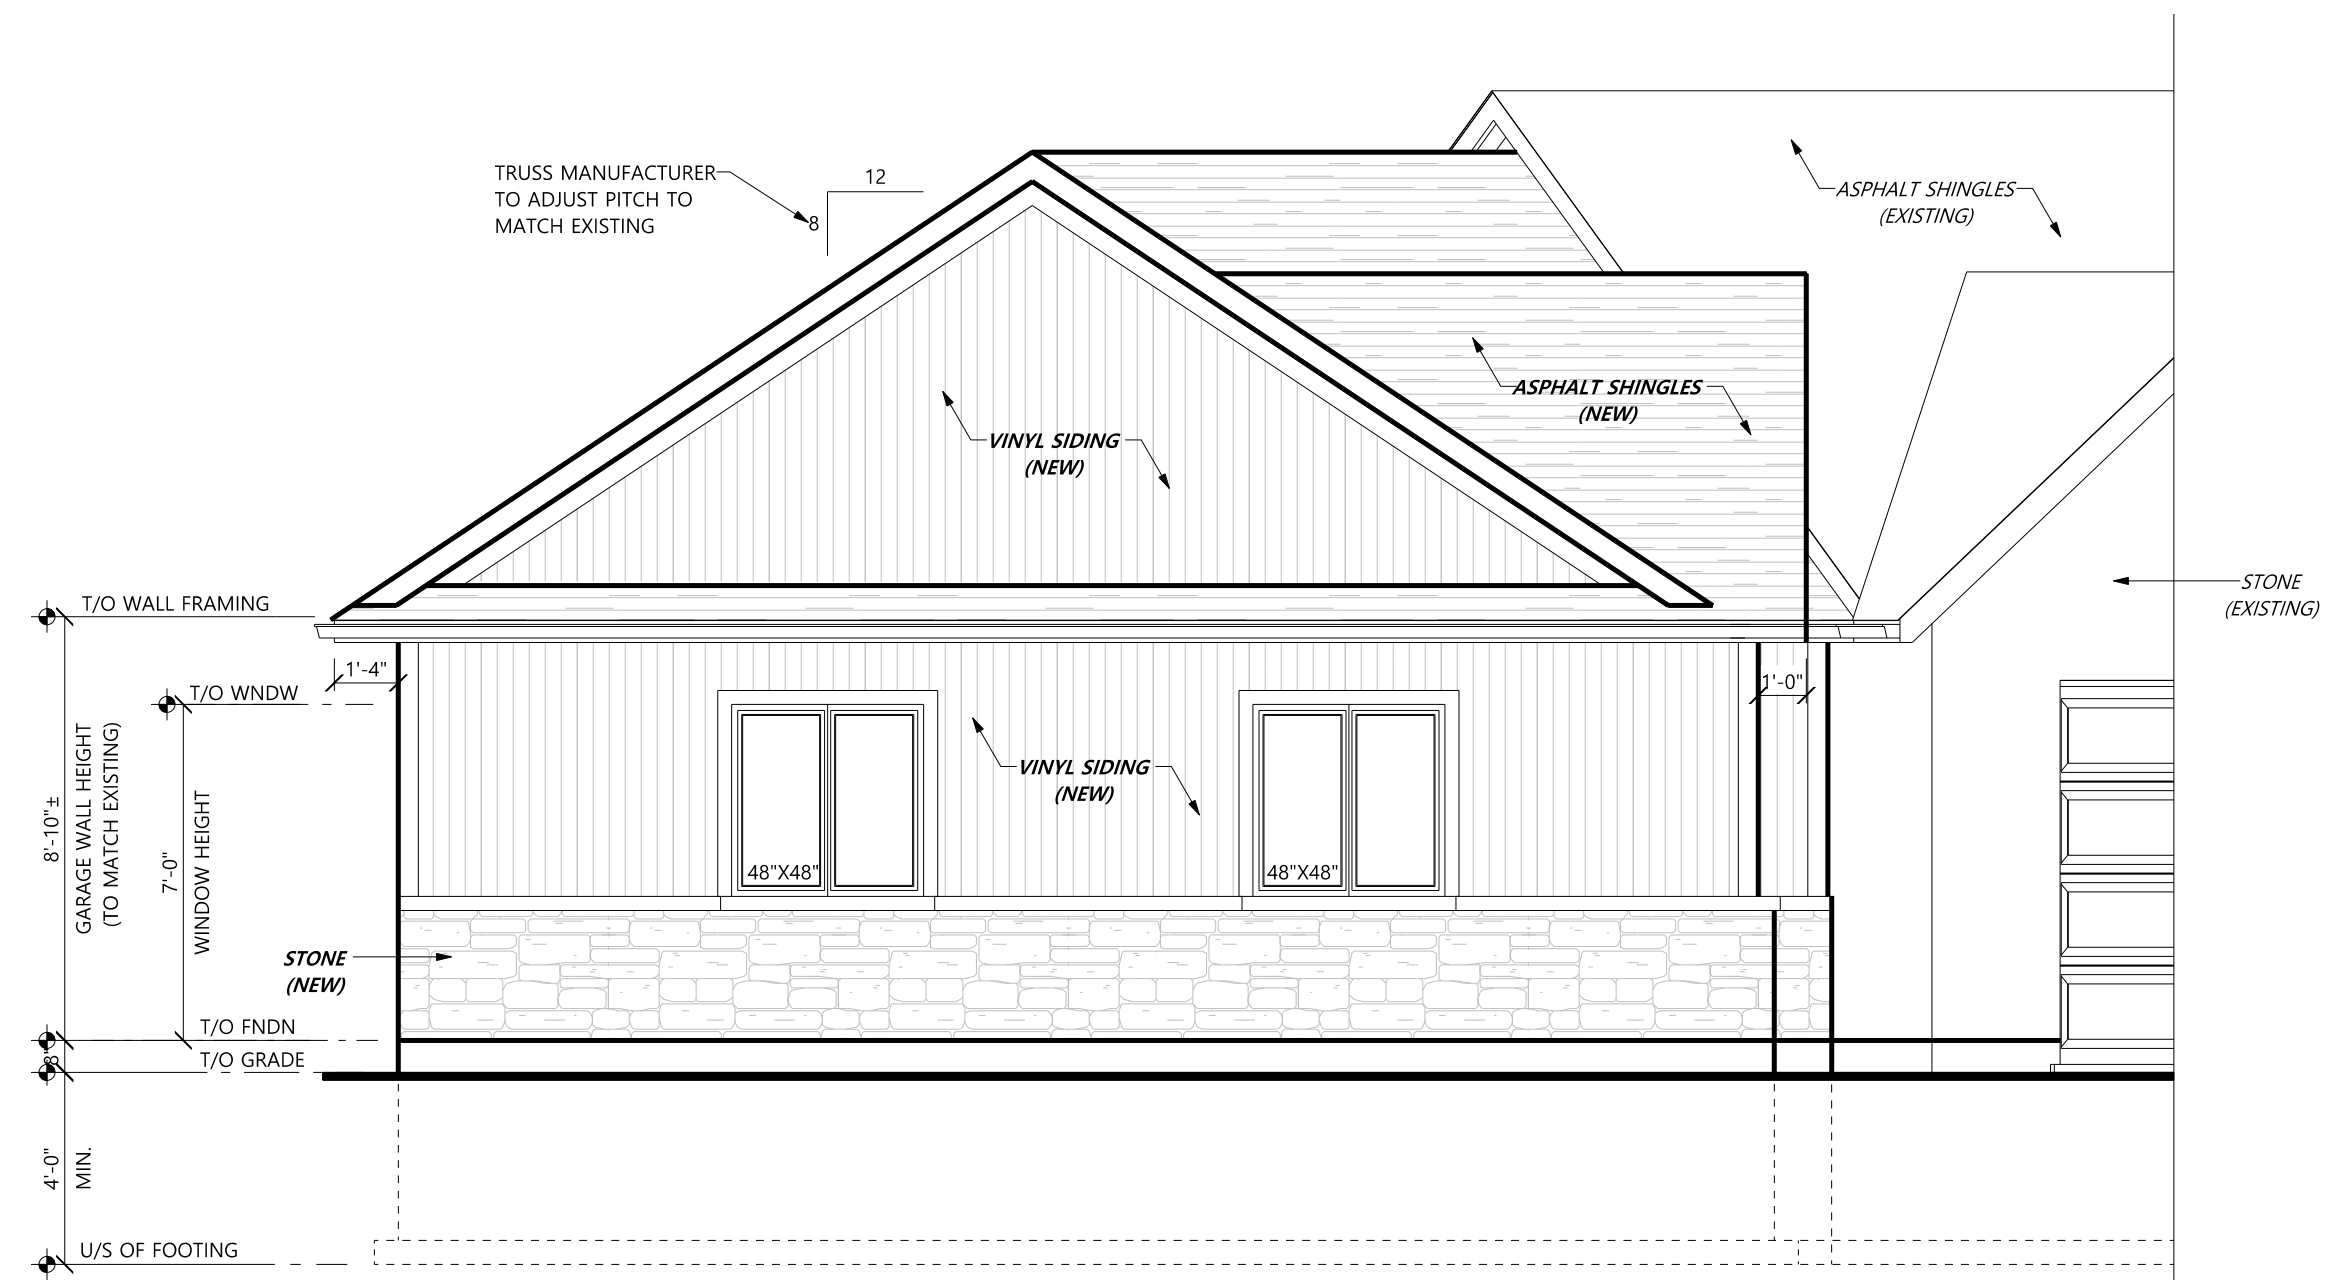 TRUSS MANUFACTURER
TO ADJUST PITCH TO
MATCH EXISTING
12
8
ASPHALT SHINGLES
(EXISTING)
ASPHALT SHINGLES
(NEW)
VINYL SIDING
(NEW)
STONE
(EXISTING)
T/O WALL FRAMING
1'-4"
T/O WNDW
1'-0"
VINYL SIDING
(NEW)
48"X48"
48"X48"
8'-10"±
GARAGE WALL HEIGHT
(TO MATCH EXISTING)
7'-0"
WINDOW HEIGHT
STONE
(NEW)
T/O FNDN
8"
T/O GRADE
4'-0"
MIN.
U/S OF FOOTING